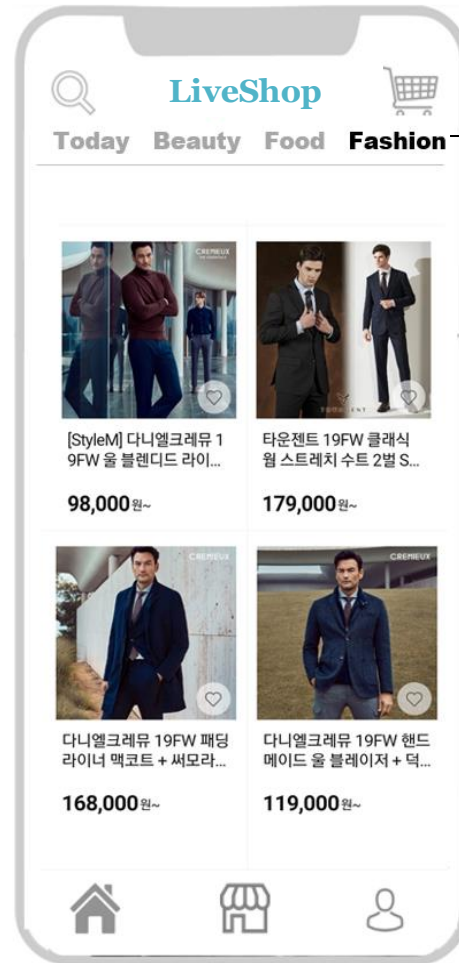 LiveShop
Today Beauty Food Fashion
CREMIEUX
[StyleM] 다니엘크레뮤 1
9FW 울 블렌디드 라이...
98,000원~
타운젠트 19FW 클래식
웜 스트레치 수트 2벌 S...
179,000원~
CREMIEUX
다니엘크레뮤 19FW 패딩
라이너 맥코트 + 써모라...
168,000원~
CREMIEUX
다니엘크레뮤 19FW 핸드
메이드 울 블레이저 + 덕...
119,000원~